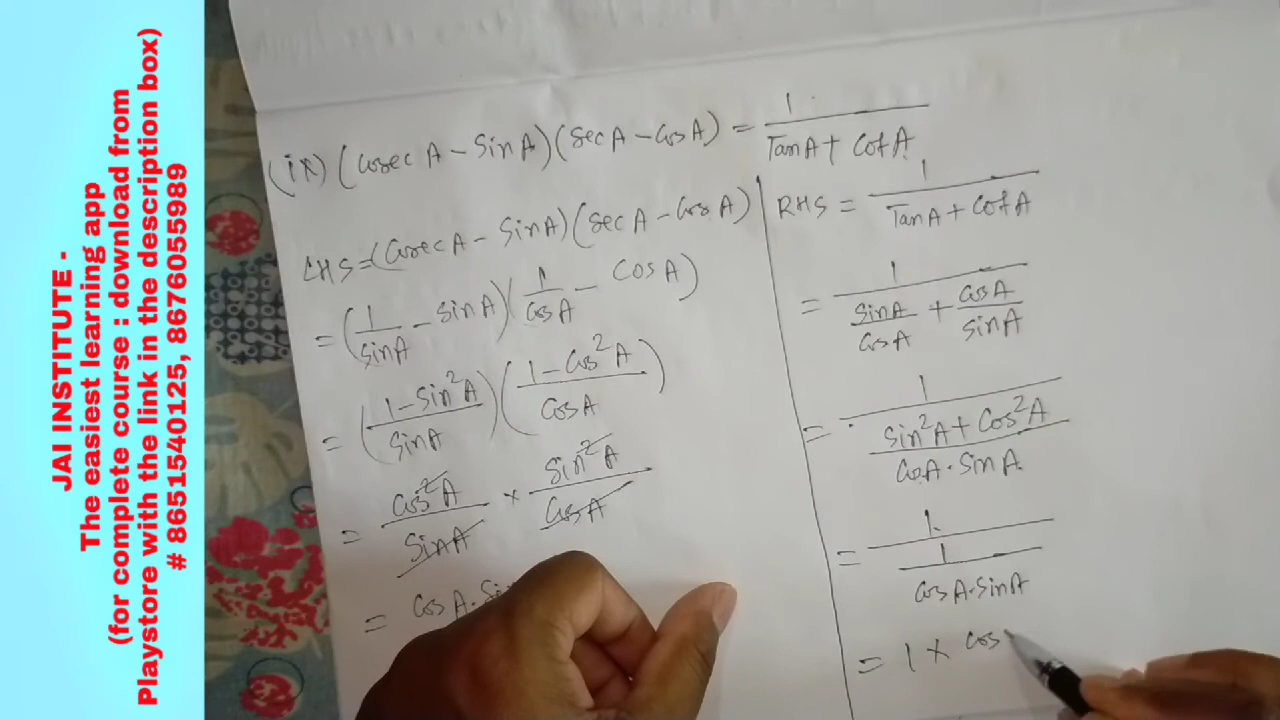 JAI INSTITUTE -
The easiest learning app
(for complete course : download from
Playstore with the link in the description box)
# 8651540125, 8676055989
(ix) (cosec A - sin A)(sec A - cos A) = 1 / (Tan A + cot A)
LHS = (cosec A - sin A)(sec A - cos A)
= (1/sin A - sin A)(1/cos A - cos A)
= ((1 - sin²A)/sin A)((1 - cos²A)/cos A)
= cos²A/sin A × sin²A/cos A
= cos A · Sin
RHS = 1 / (Tan A + cot A)
= 1 / (sin A/cos A + cos A/sin A)
= 1 / ((sin²A + cos²A)/(cos A · sin A))
= 1 / (1/(cos A · sin A))
= 1 × cos